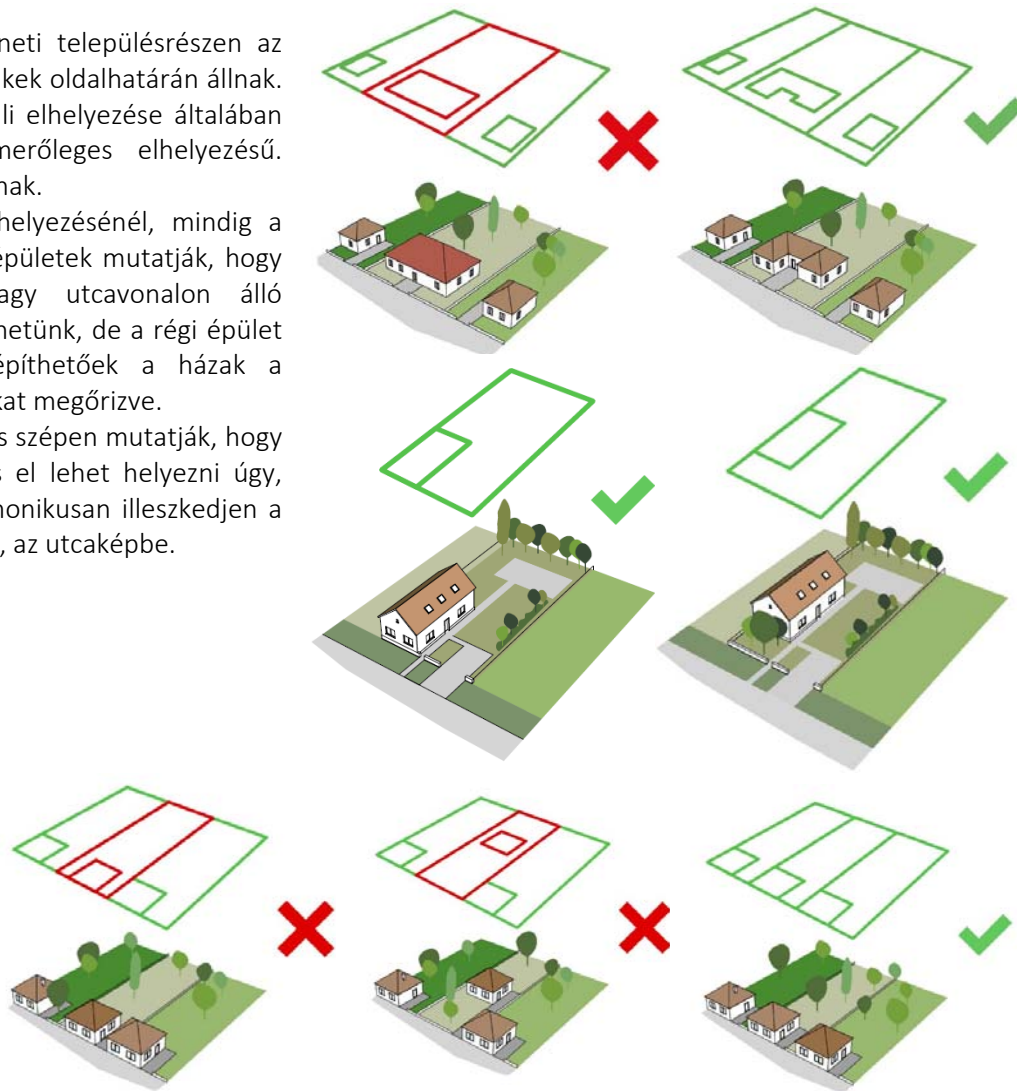 neti településrészen az
kek oldalhatárán állnak.
li elhelyezése általában
merőleges elhelyezésű.
nak.
helyezésénél, mindig a
épületek mutatják, hogy
agy utcavonalon álló
hetünk, de a régi épület
építhetőek a házak a
kat megőrizve.
s szépen mutatják, hogy
s el lehet helyezni úgy,
monikusan illeszkedjen a
, az utcaképbe.